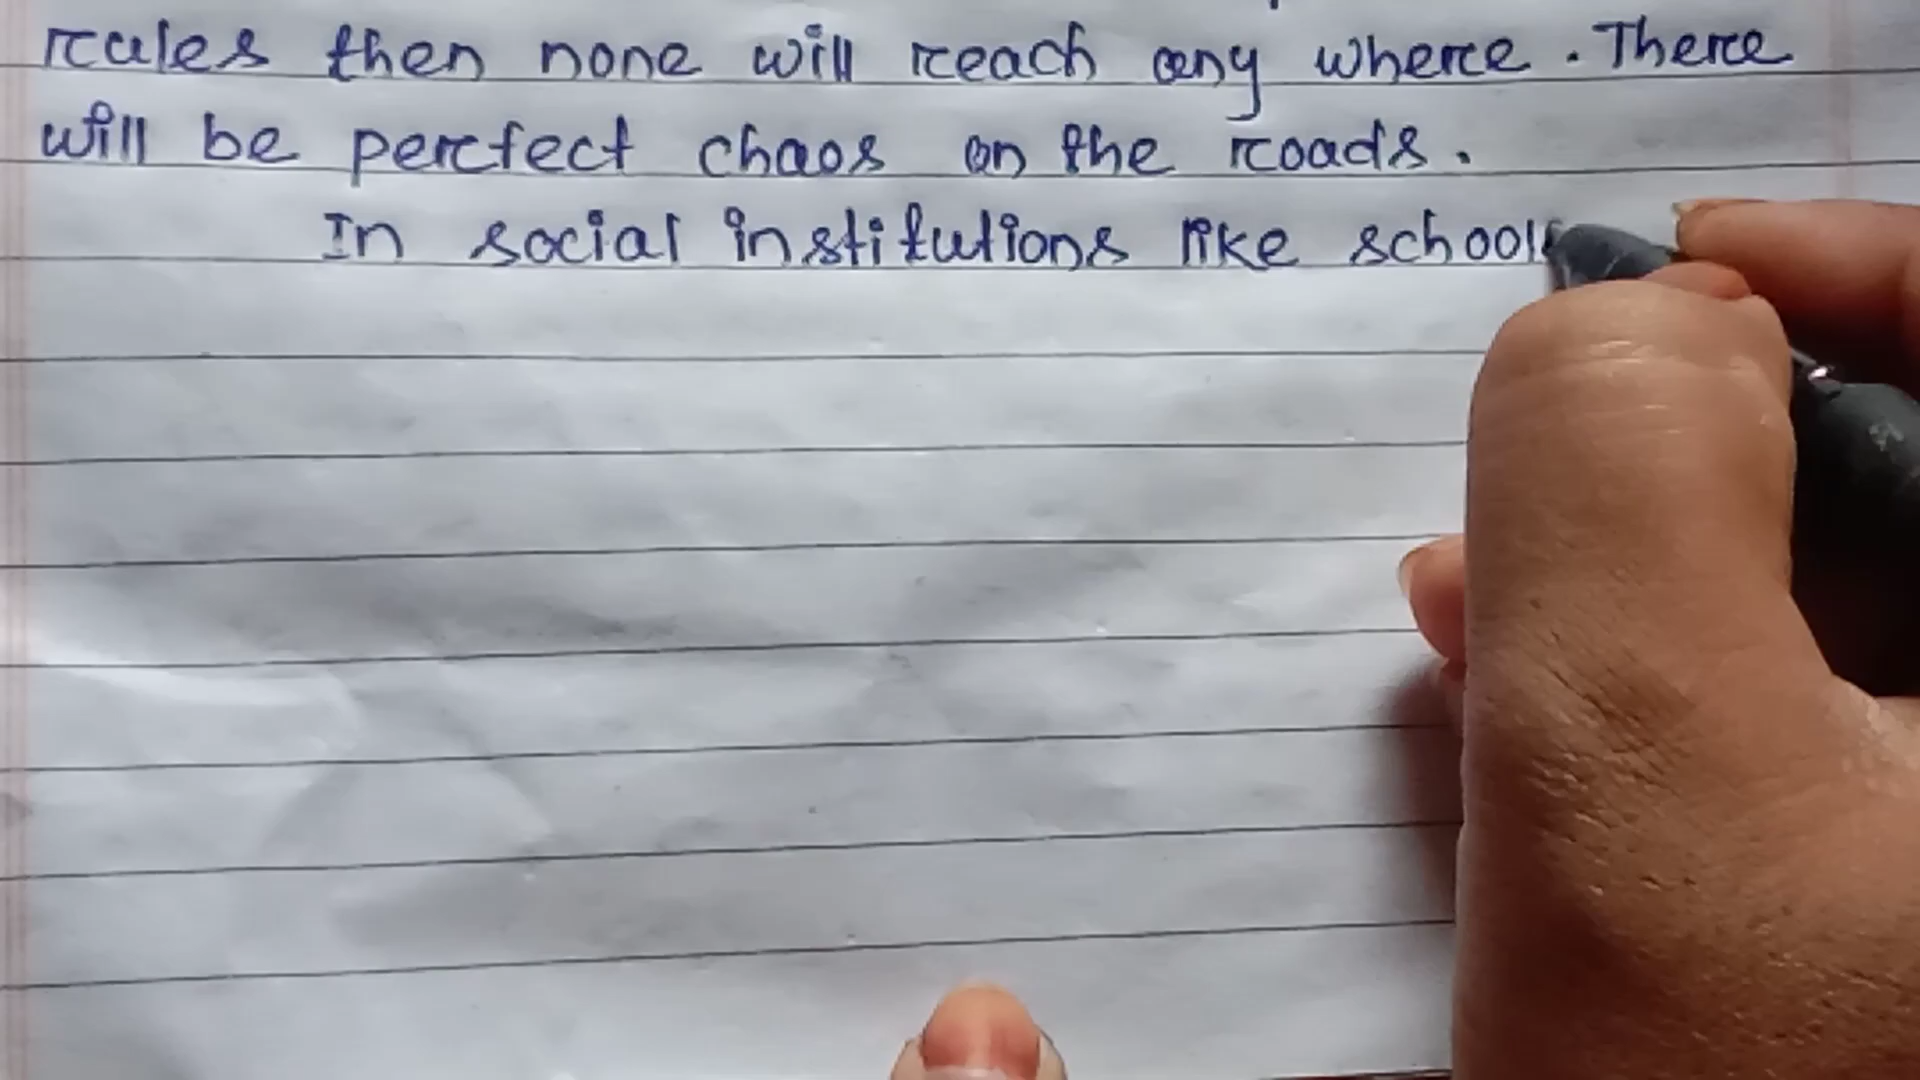 rules then none will reach any where. There
will be perfect chaos on the roads.
In social institutions like schools